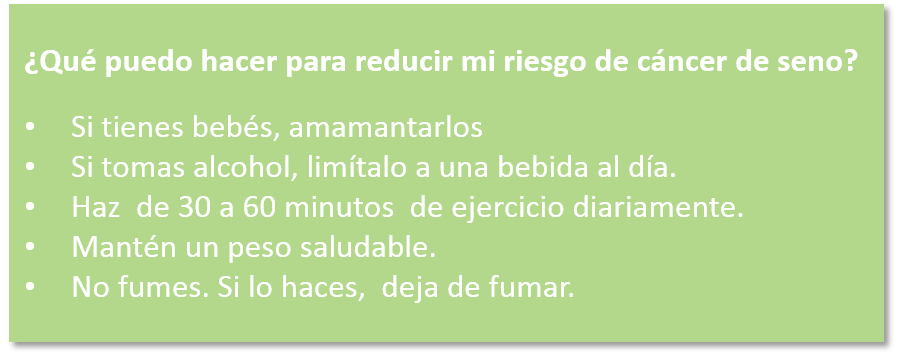 ¿Qué puedo hacer para reducir mi riesgo de cáncer de seno?
• Si tienes bebés, amamantarlos
• Si tomas alcohol, limítalo a una bebida al día.
• Haz  de 30 a 60 minutos  de ejercicio diariamente.
• Mantén un peso saludable.
• No fumes. Si lo haces,  deja de fumar.